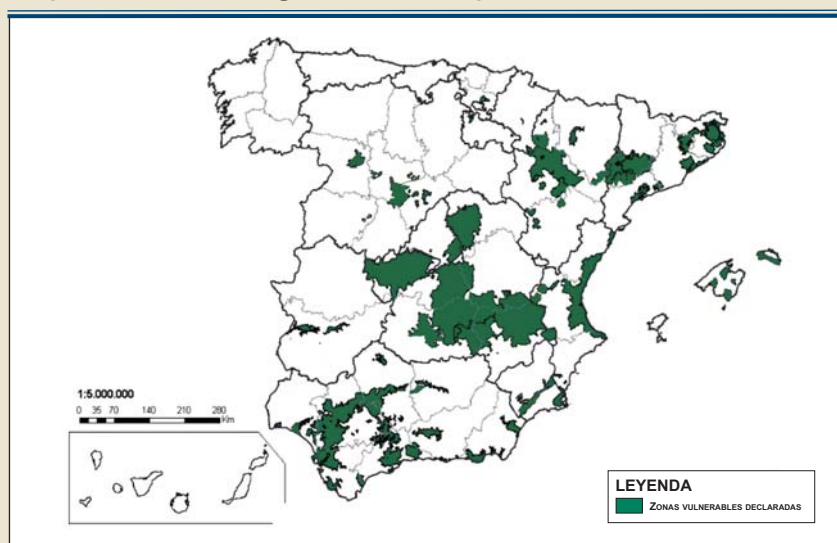 1:5.000.000
0 35 70 140 210 280
Km
LEYENDA
ZONAS VULNERABLES DECLARADAS